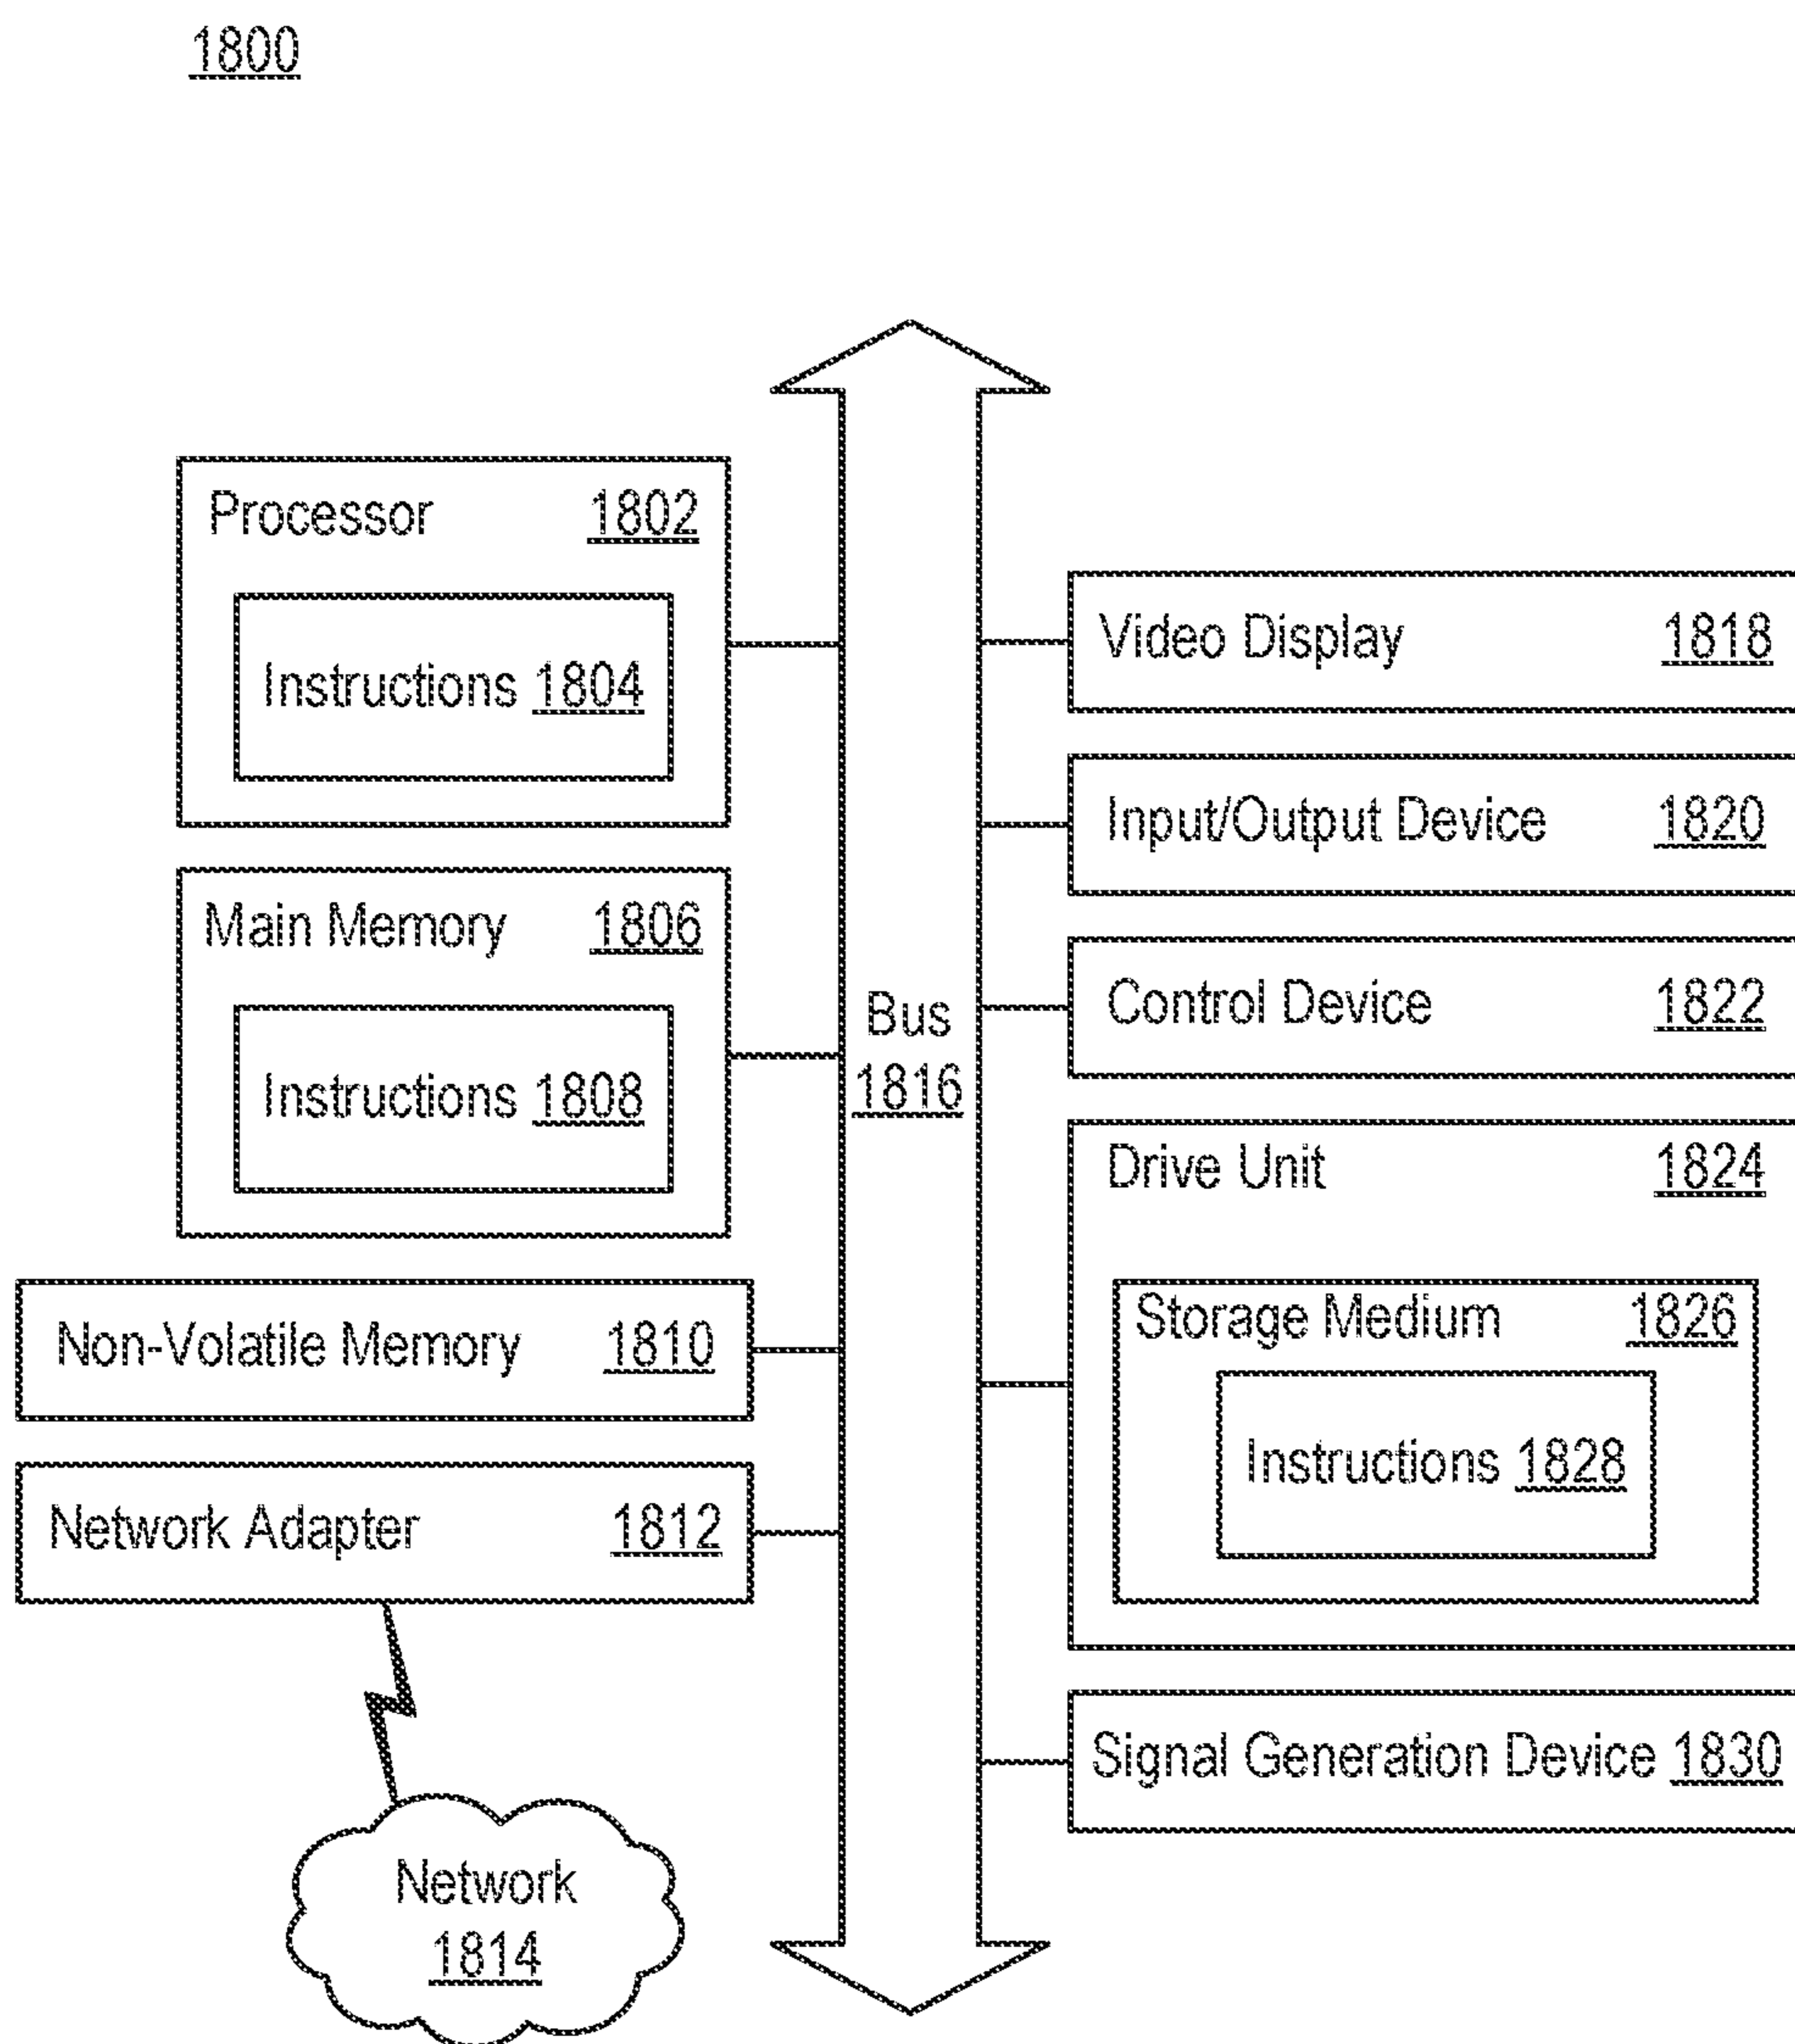 1800
Processor 1802
Instructions 1804
Main Memory 1806
Instructions 1808
Non-Volatile Memory 1810
Network Adapter 1812
Network
1814
Bus
1816
Video Display 1818
Input/Output Device 1820
Control Device 1822
Drive Unit 1824
Storage Medium 1826
Instructions 1828
Signal Generation Device 1830